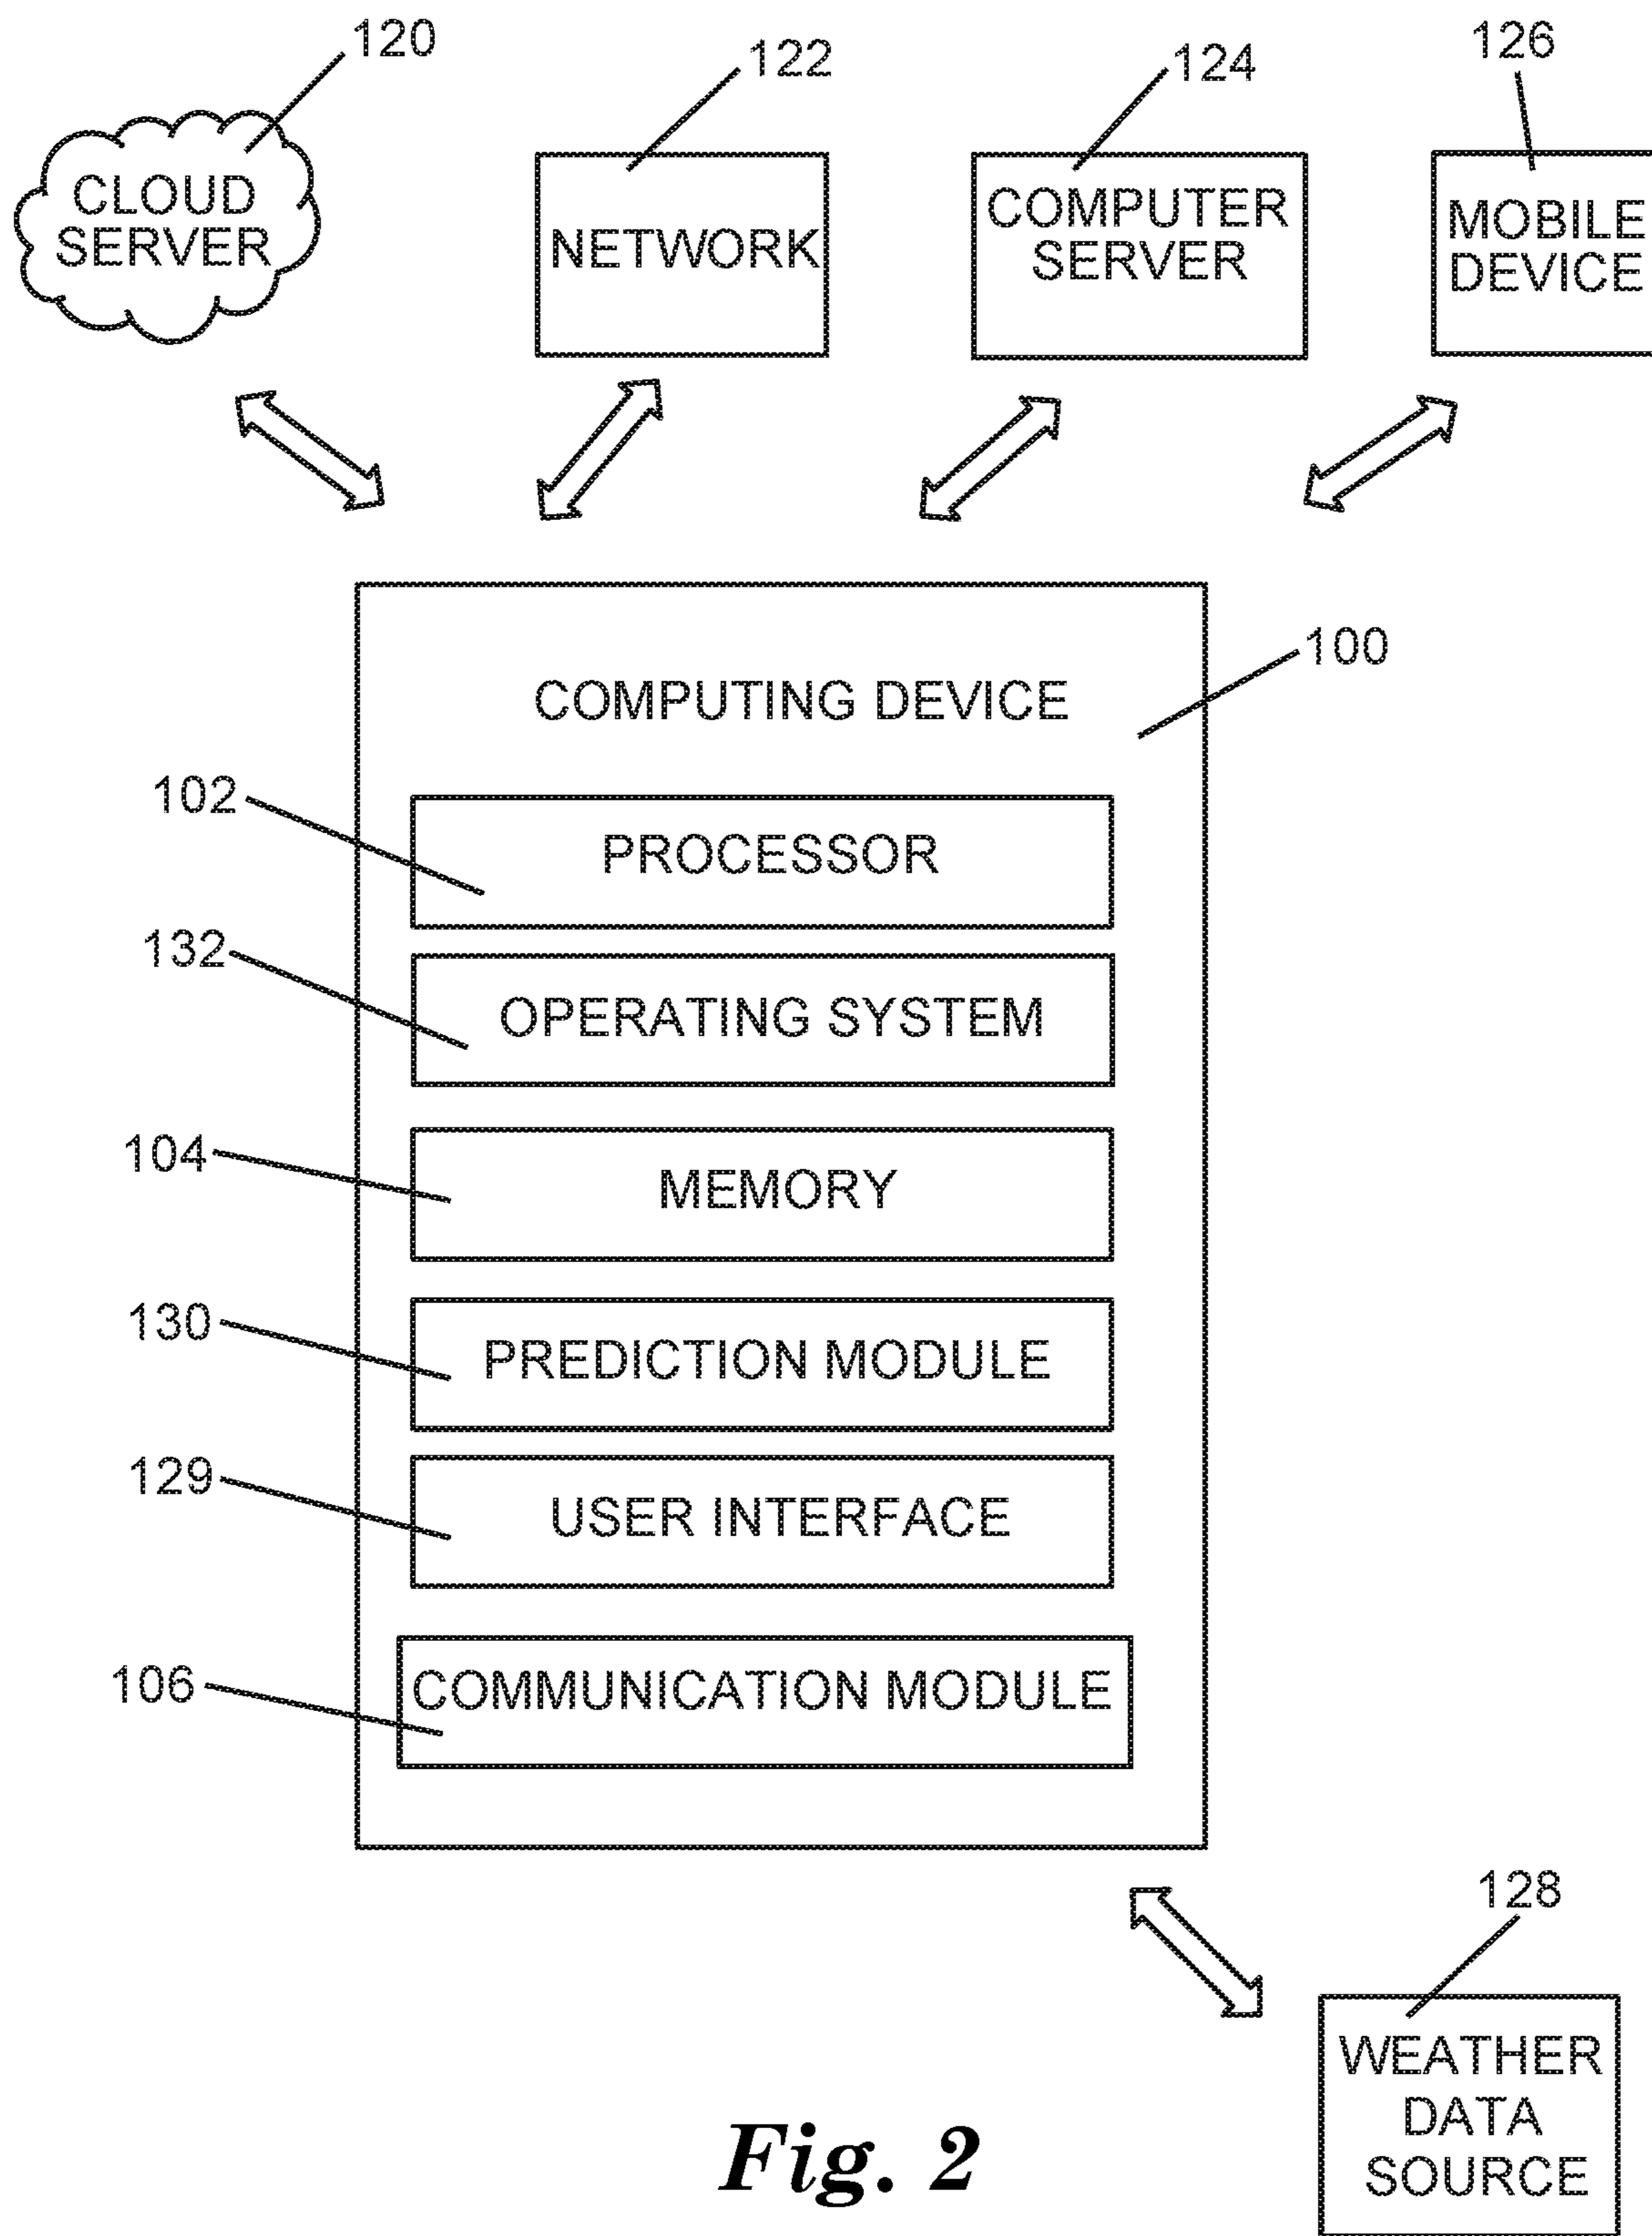 120
122
124
126
CLOUD
SERVER
NETWORK
COMPUTER
SERVER
MOBILE
DEVICE
100
COMPUTING DEVICE
102
PROCESSOR
132
OPERATING SYSTEM
104
MEMORY
130
PREDICTION MODULE
129
USER INTERFACE
106
COMMUNICATION MODULE
128
WEATHER
DATA
SOURCE
Fig. 2